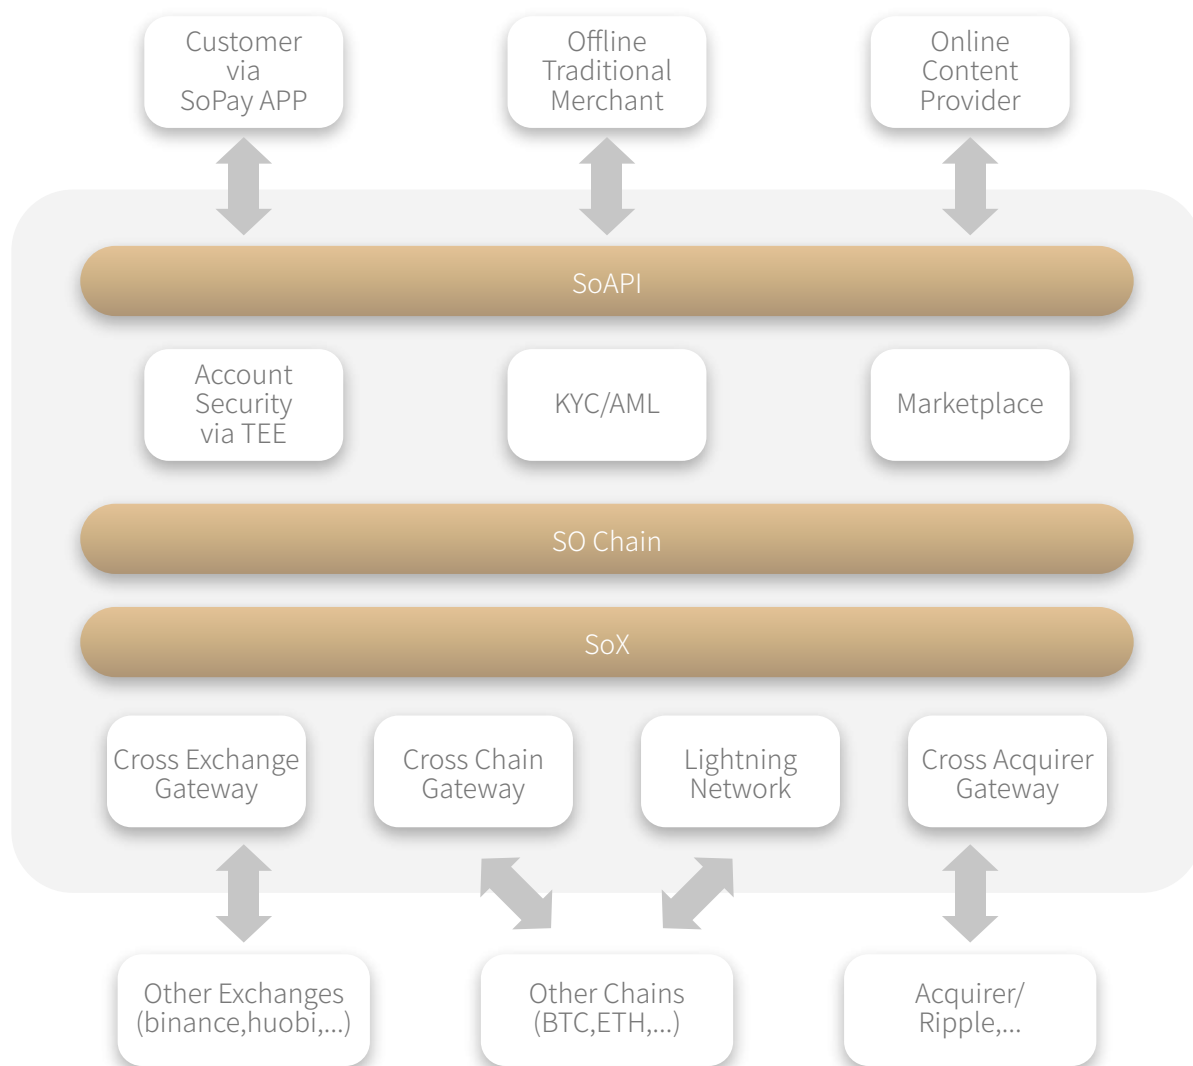 Customer
via
SoPay APP
Offline
Traditional
Merchant
Online
Content
Provider
SoAPI
Account
Security
via TEE
KYC/AML
Marketplace
SO Chain
SoX
Cross Exchange
Gateway
Cross Chain
Gateway
Lightning
Network
Cross Acquirer
Gateway
Other Exchanges
(binance,huobi,...)
Other Chains
(BTC,ETH,...)
Acquirer/
Ripple,...